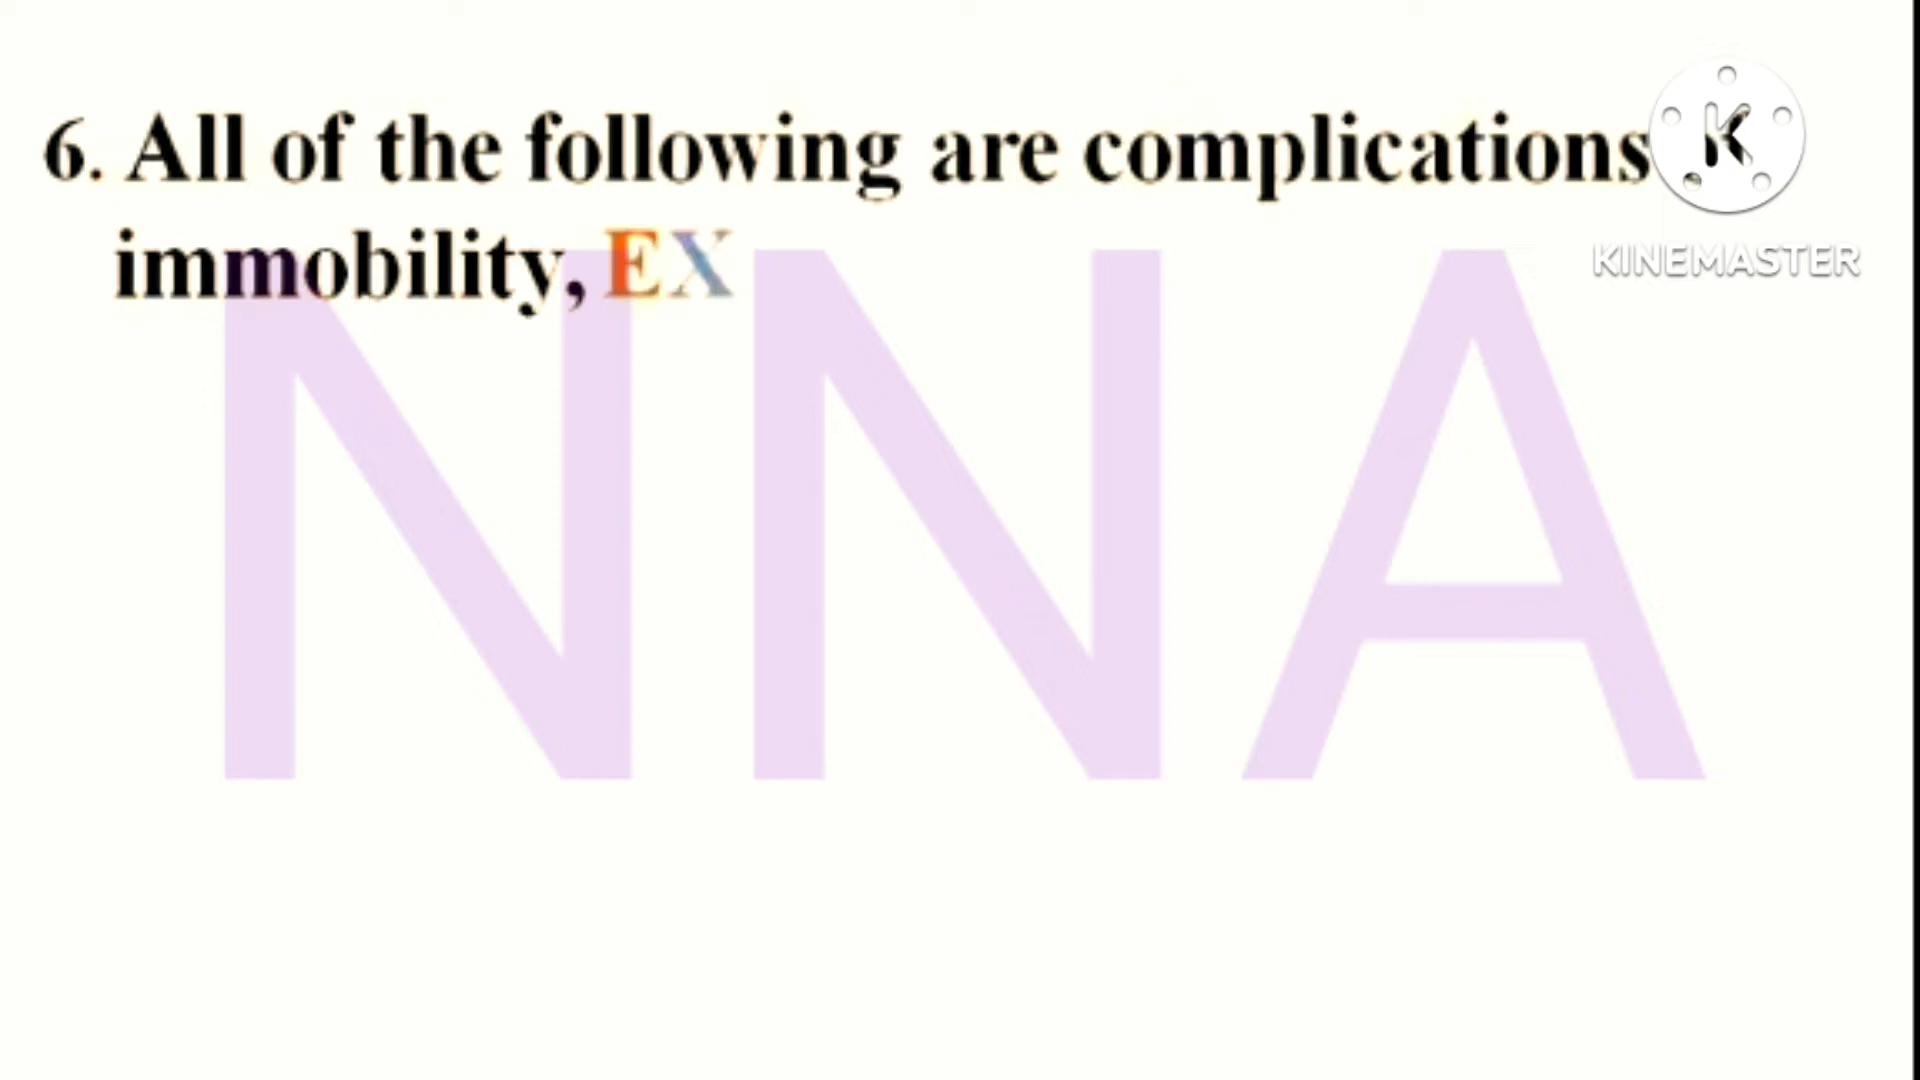 6. All of the following are complications
immobility, EX
NNA
K
KINEMASTER